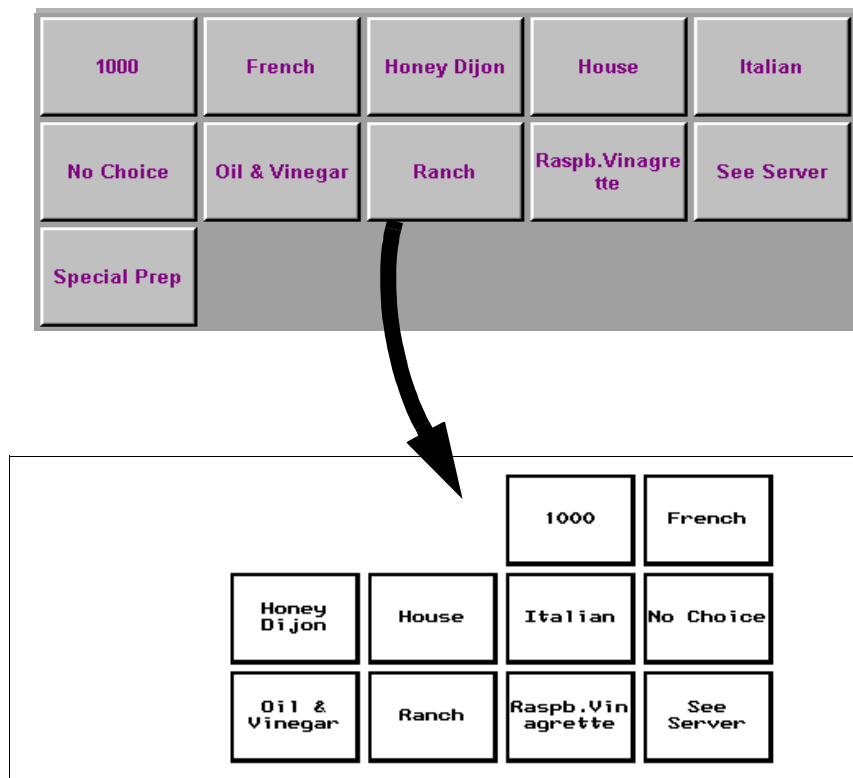 1000
French
Honey Dijon
House
Italian
No Choice
Oil & Vinegar
Ranch
Raspb.Vinagre
tte
See Server
Special Prep
1000
French
Honey
Dijon
House
Italian
No Choice
Oil &
Vinegar
Ranch
Raspb.Vin
agrette
See
Server